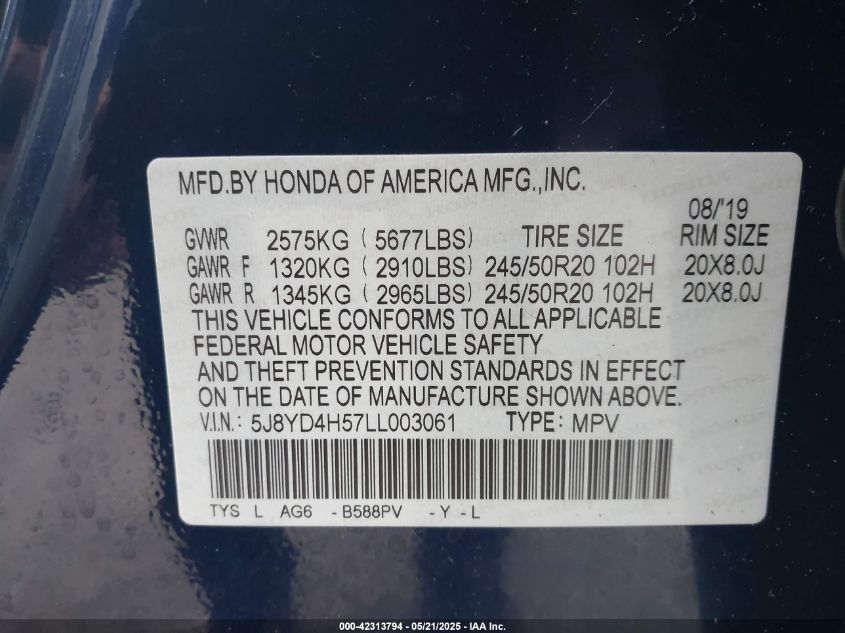 MFD.BY HONDA OF AMERICA MFG.,INC.
08/'19
GVWR 2575KG ( 5677LBS) TIRE SIZE RIM SIZE
GAWR F 1320KG ( 2910LBS) 245/50R20 102H 20X8.0J
GAWR R 1345KG ( 2965LBS) 245/50R20 102H 20X8.0J
THIS VEHICLE CONFORMS TO ALL APPLICABLE
FEDERAL MOTOR VEHICLE SAFETY
AND THEFT PREVENTION STANDARDS IN EFFECT
ON THE DATE OF MANUFACTURE SHOWN ABOVE.
V.I.N.: 5J8YD4H57LL003061 TYPE: MPV
TYS L AG6 -B588PV -Y -L
000-42313794 - 05/21/2025 - IAA Inc.